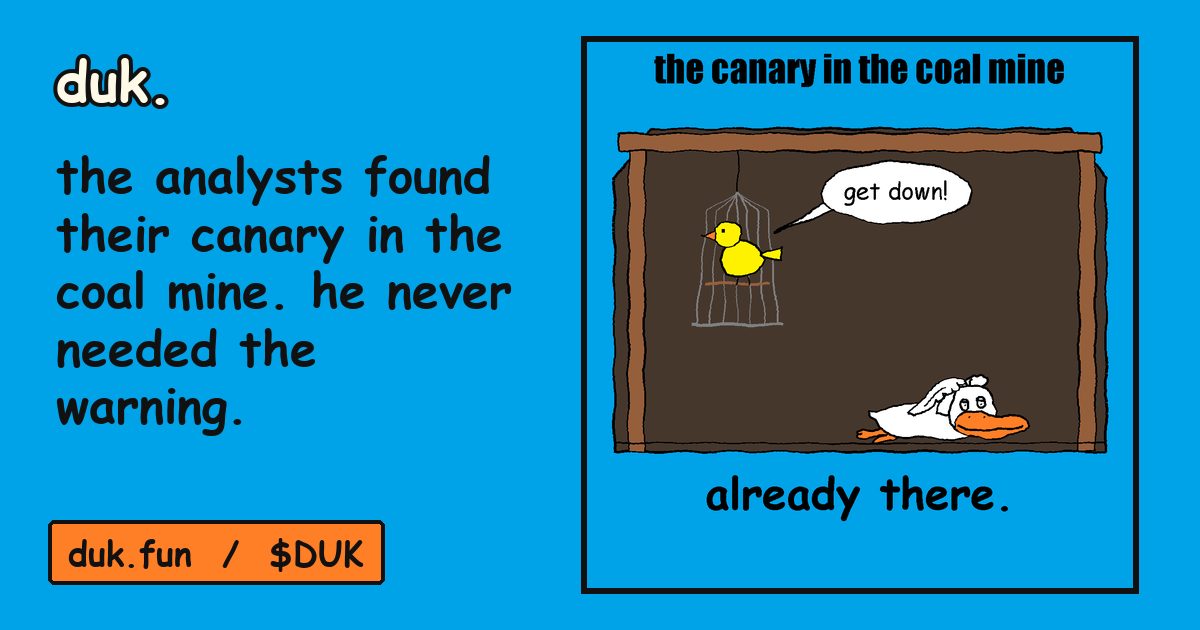 duk.
the analysts found
their canary in the
coal mine. he never
needed the
warning.
duk.fun / $DUK
the canary in the coal mine
get down!
already there.